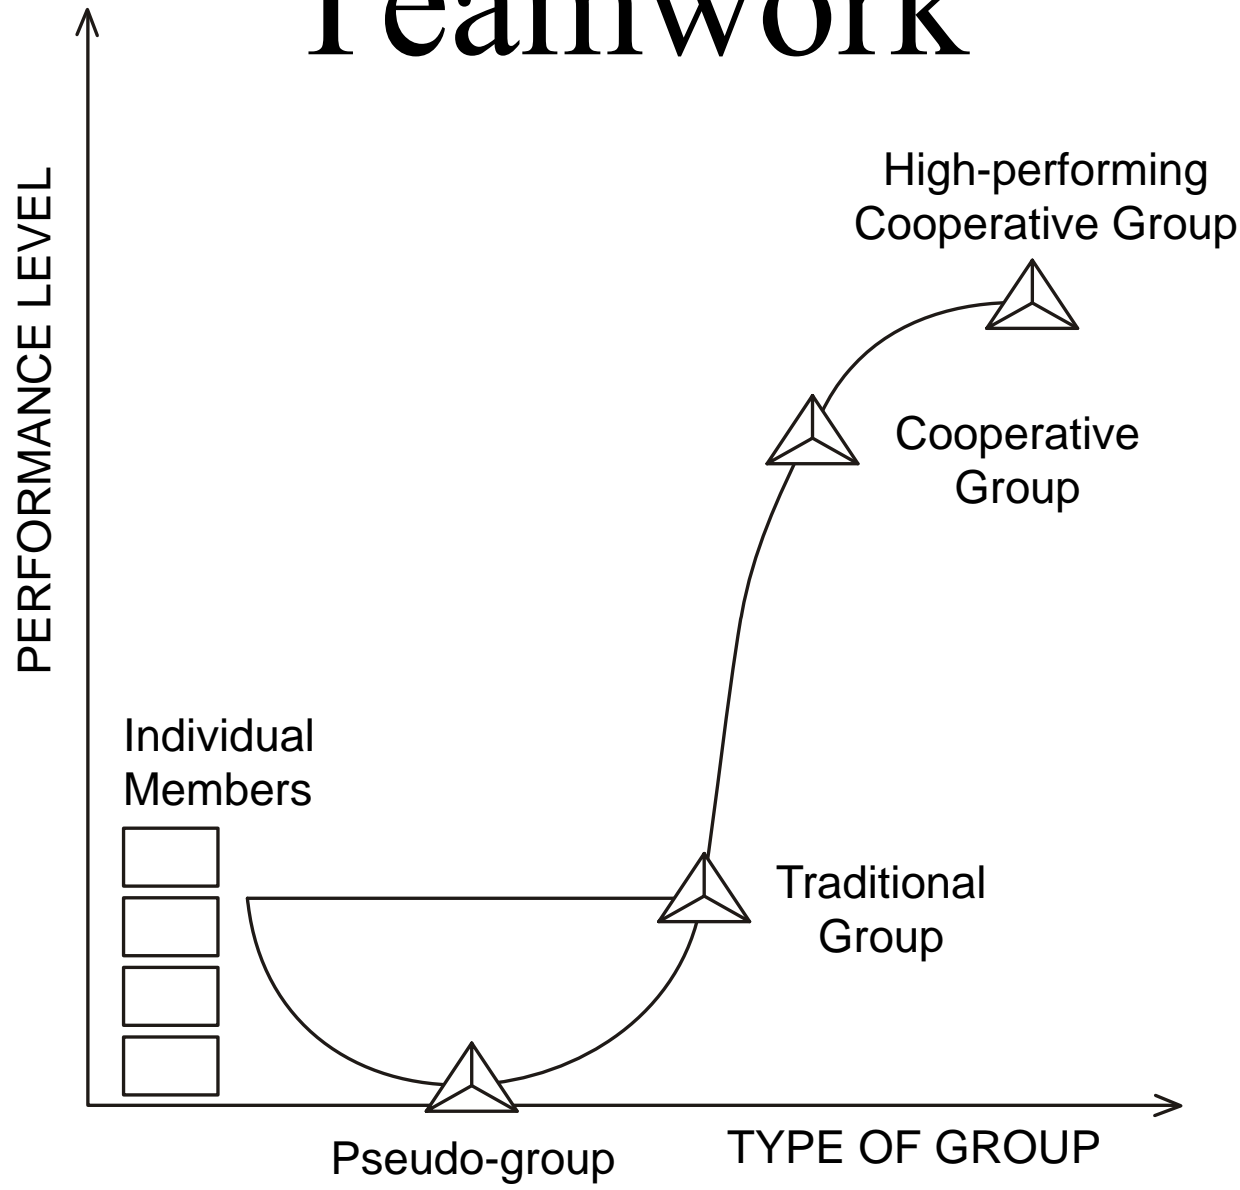 Teamwork
PERFORMANCE LEVEL
High-performing
Cooperative Group
Cooperative
Group
Individual
Members
Traditional
Group
Pseudo-group
TYPE OF GROUP